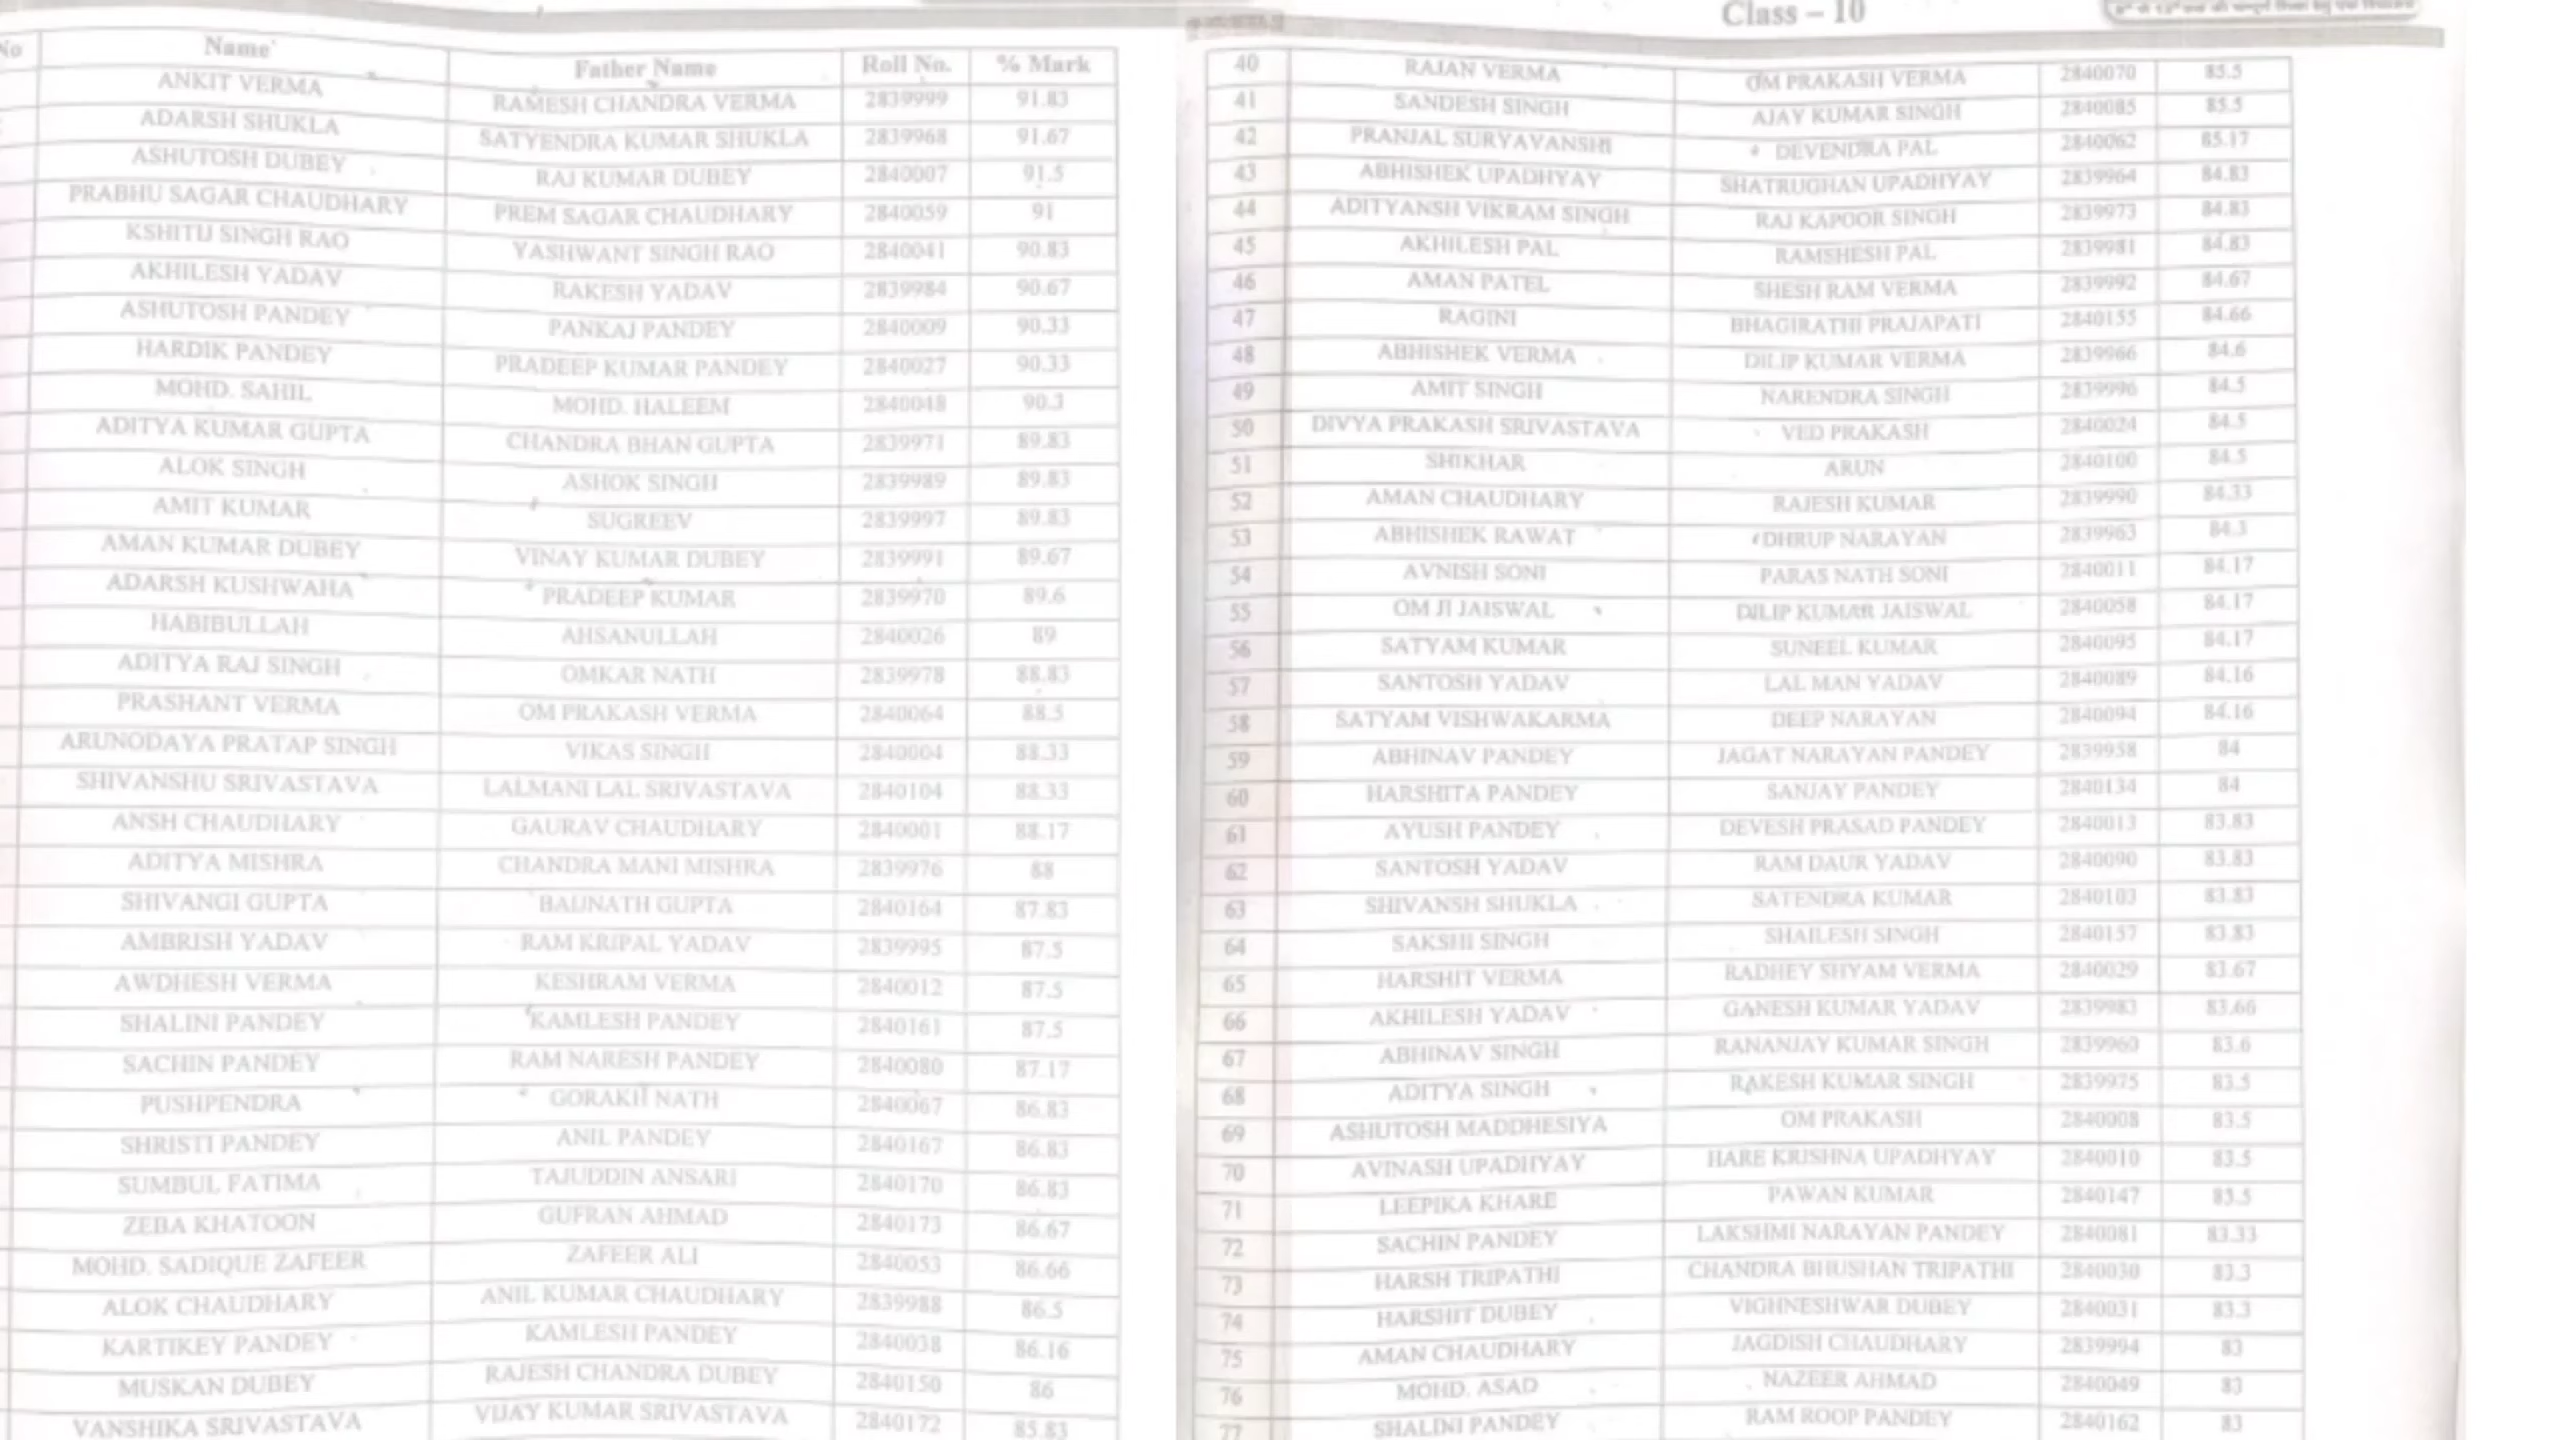 No Name Father Name Roll No. % Mark
ANKIT VERMA RAMESH CHANDRA VERMA 2839999 91.83
ADARSH SHUKLA SATYENDRA KUMAR SHUKLA 2839968 91.67
ASHUTOSH DUBEY RAJ KUMAR DUBEY 2840007 91.5
PRABHU SAGAR CHAUDHARY PREM SAGAR CHAUDHARY 2840059 91
KSHITIJ SINGH RAO YASHWANT SINGH RAO 2840041 90.83
AKHILESH YADAV RAKESH YADAV 2839984 90.67
ASHUTOSH PANDEY PANKAJ PANDEY 2840009 90.33
HARDIK PANDEY PRADEEP KUMAR PANDEY 2840027 90.33
MOHD. SAHIL MOHD. HALEEM 2840048 90.3
ADITYA KUMAR GUPTA CHANDRA BHAN GUPTA 2839971 89.83
ALOK SINGH ASHOK SINGH 2839989 89.83
AMIT KUMAR SUGREEV 2839997 89.83
AMAN KUMAR DUBEY VINAY KUMAR DUBEY 2839991 89.67
ADARSH KUSHWAHA PRADEEP KUMAR 2839970 89.6
HABIBULLAH AHSANULLAH 2840026 89
ADITYA RAJ SINGH OMKAR NATH 2839978 88.83
PRASHANT VERMA OM PRAKASH VERMA 2840064 88.5
ARUNODAYA PRATAP SINGH VIKAS SINGH 2840004 88.33
SHIVANSHU SRIVASTAVA LALMANI LAL SRIVASTAVA 2840104 88.33
ANSH CHAUDHARY GAURAV CHAUDHARY 2840001 88.17
ADITYA MISHRA CHANDRA MANI MISHRA 2839976 88
SHIVANGI GUPTA BAIJNATH GUPTA 2840164 87.83
AMBRISH YADAV RAM KRIPAL YADAV 2839995 87.5
AWDHESH VERMA KESHRAM VERMA 2840012 87.5
SHALINI PANDEY KAMLESH PANDEY 2840161 87.5
SACHIN PANDEY RAM NARESH PANDEY 2840080 87.17
PUSHPENDRA GORAKH NATH 2840067 86.83
SHRISTI PANDEY ANIL PANDEY 2840167 86.83
SUMBUL FATIMA TAJUDDIN ANSARI 2840170 86.83
ZEBA KHATOON GUFRAN AHMAD 2840173 86.67
MOHD. SADIQUE ZAFEER ZAFEER ALI 2840053 86.66
ALOK CHAUDHARY ANIL KUMAR CHAUDHARY 2839988 86.5
KARTIKEY PANDEY KAMLESH PANDEY 2840038 86.16
MUSKAN DUBEY RAJESH CHANDRA DUBEY 2840150 86
VANSHIKA SRIVASTAVA VIJAY KUMAR SRIVASTAVA 2840172 85.83
Class – 10
40 RAJAN VERMA OM PRAKASH VERMA 2840070 85.5
41 SANDESH SINGH AJAY KUMAR SINGH 2840085 85.5
42 PRANJAL SURYAVANSHI DEVENDRA PAL 2840062 85.17
43 ABHISHEK UPADHYAY SHATRUGHAN UPADHYAY 2839964 84.83
44 ADITYANSH VIKRAM SINGH RAJ KAPOOR SINGH 2839973 84.83
45 AKHILESH PAL RAMSHESH PAL 2839981 84.83
46 AMAN PATEL SHESH RAM VERMA 2839992 84.67
47 RAGINI BHAGIRATHI PRAJAPATI 2840155 84.66
48 ABHISHEK VERMA DILIP KUMAR VERMA 2839966 84.6
49 AMIT SINGH NARENDRA SINGH 2839996 84.5
50 DIVYA PRAKASH SRIVASTAVA VED PRAKASH 2840024 84.5
51 SHIKHAR ARUN 2840100 84.5
52 AMAN CHAUDHARY RAJESH KUMAR 2839990 84.33
53 ABHISHEK RAWAT DHRUP NARAYAN 2839963 84.3
54 AVNISH SONI PARAS NATH SONI 2840011 84.17
55 OM JI JAISWAL DILIP KUMAR JAISWAL 2840058 84.17
56 SATYAM KUMAR SUNEEL KUMAR 2840095 84.17
57 SANTOSH YADAV LAL MAN YADAV 2840089 84.16
58 SATYAM VISHWAKARMA DEEP NARAYAN 2840094 84.16
59 ABHINAV PANDEY JAGAT NARAYAN PANDEY 2839958 84
60 HARSHITA PANDEY SANJAY PANDEY 2840134 84
61 AYUSH PANDEY DEVESH PRASAD PANDEY 2840013 83.83
62 SANTOSH YADAV RAM DAUR YADAV 2840090 83.83
63 SHIVANSH SHUKLA SATENDRA KUMAR 2840103 83.83
64 SAKSHI SINGH SHAILESH SINGH 2840157 83.83
65 HARSHIT VERMA RADHEY SHYAM VERMA 2840029 83.67
66 AKHILESH YADAV GANESH KUMAR YADAV 2839983 83.66
67 ABHINAV SINGH RANANJAY KUMAR SINGH 2839960 83.6
68 ADITYA SINGH RAKESH KUMAR SINGH 2839975 83.5
69 ASHUTOSH MADDHESIYA OM PRAKASH 2840008 83.5
70 AVINASH UPADHYAY HARE KRISHNA UPADHYAY 2840010 83.5
71 LEEPIKA KHARE PAWAN KUMAR 2840147 85.5
72 SACHIN PANDEY LAKSHMI NARAYAN PANDEY 2840081 83.33
73 HARSH TRIPATHI CHANDRA BHUSHAN TRIPATHI 2840030 83.3
74 HARSHIT DUBEY VIGHNESHWAR DUBEY 2840031 83.3
75 AMAN CHAUDHARY JAGDISH CHAUDHARY 2839994 83
76 MOHD. ASAD NAZEER AHMAD 2840049 83
77 SHALINI PANDEY RAM ROOP PANDEY 2840162 83